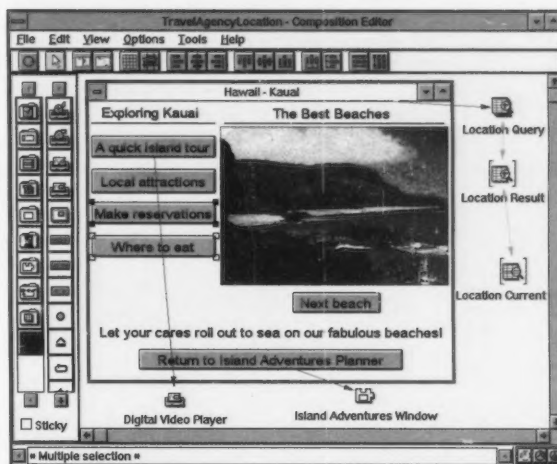 TravelAgencyLocation - Composition Editor
File Edit View Options Tools Help
Hawaii - Kauai
Exploring Kauai
The Best Beaches
A quick island tour
Local attractions
Make reservations
Where to eat
Next beach
Let your cares roll out to sea on our fabulous beaches!
Return to Island Adventures Planner
Location Query
Location Result
Location Current
Digital Video Player
Island Adventures Window
Sticky
" Multiple selection "